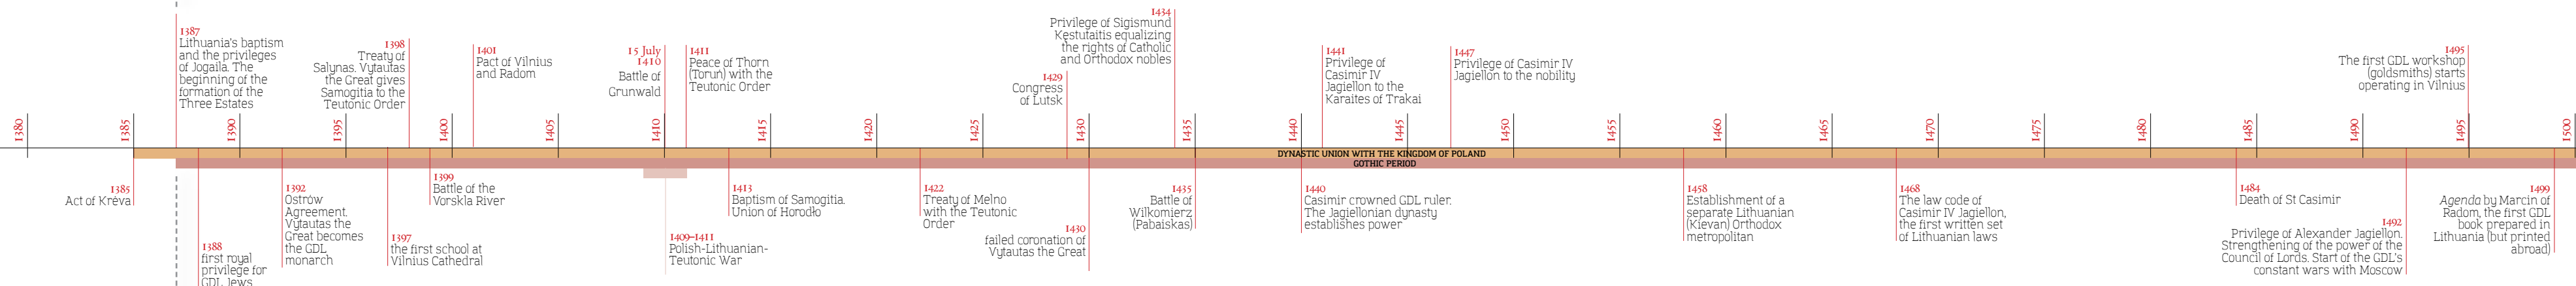 1387
Lithuania's baptism
and the privileges
of Jogaila. The
beginning of the
formation of the
Three Estates
1398
Treaty of
Salynas. Vytautas
the Great gives
Samogitia to the
Teutonic Order
1401
Pact of Vilnius
and Radom
15 July
1410
Battle of
Grunwald
1411
Peace of Thorn
(Toruń) with the
Teutonic Order
1429
Congress
of Lutsk
1434
Privilege of Sigismund
Kęstutaitis equalizing
the rights of Catholic
and Orthodox nobles
1441
Privilege of
Casimir IV
Jagiellon to the
Karaites of Trakai
1447
Privilege of Casimir IV
Jagiellon to the nobility
1495
The first GDL workshop
(goldsmiths) starts
operating in Vilnius
1380
1385
1390
1395
1400
1405
1410
1415
1420
1425
1430
1435
1440
1445
1450
1455
1460
1465
1470
1475
1480
1485
1490
1495
1500
DYNASTIC UNION WITH THE KINGDOM OF POLAND
GOTHIC PERIOD
1385
Act of Krėva
1388
first royal
privilege for
GDL Jews
1392
Ostrów
Agreement.
Vytautas the
Great becomes
the GDL
monarch
1397
the first school at
Vilnius Cathedral
1399
Battle of the
Vorskla River
1409–1411
Polish-Lithuanian-
Teutonic War
1413
Baptism of Samogitia.
Union of Horodło
1422
Treaty of Melno
with the Teutonic
Order
1430
failed coronation of
Vytautas the Great
1435
Battle of
Wilkomierz
(Pabaiskas)
1440
Casimir crowned GDL ruler.
The Jagiellonian dynasty
establishes power
1458
Establishment of a
separate Lithuanian
(Kievan) Orthodox
metropolitan
1468
The law code of
Casimir IV Jagiellon,
the first written set
of Lithuanian laws
1484
Death of St Casimir
1492
Privilege of Alexander Jagiellon.
Strengthening of the power of the
Council of Lords. Start of the GDL's
constant wars with Moscow
1499
Agenda by Marcin of
Radom, the first GDL
book prepared in
Lithuania (but printed
abroad)